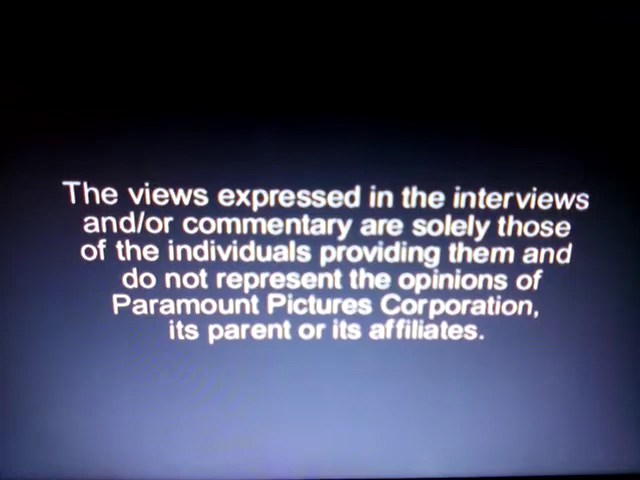 The views expressed in the interviews
and/or commentary are solely those
of the individuals providing them and
do not represent the opinions of
Paramount Pictures Corporation,
its parent or its affiliates.